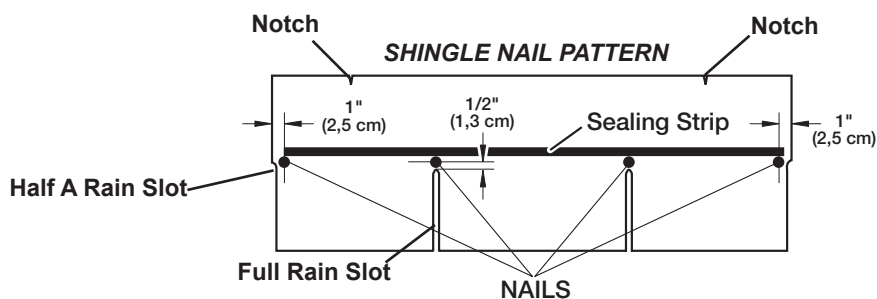 Notch
Notch
SHINGLE NAIL PATTERN
1"
(2,5 cm)
1/2"
(1,3 cm)
Sealing Strip
1"
(2,5 cm)
Half A Rain Slot
Full Rain Slot
NAILS